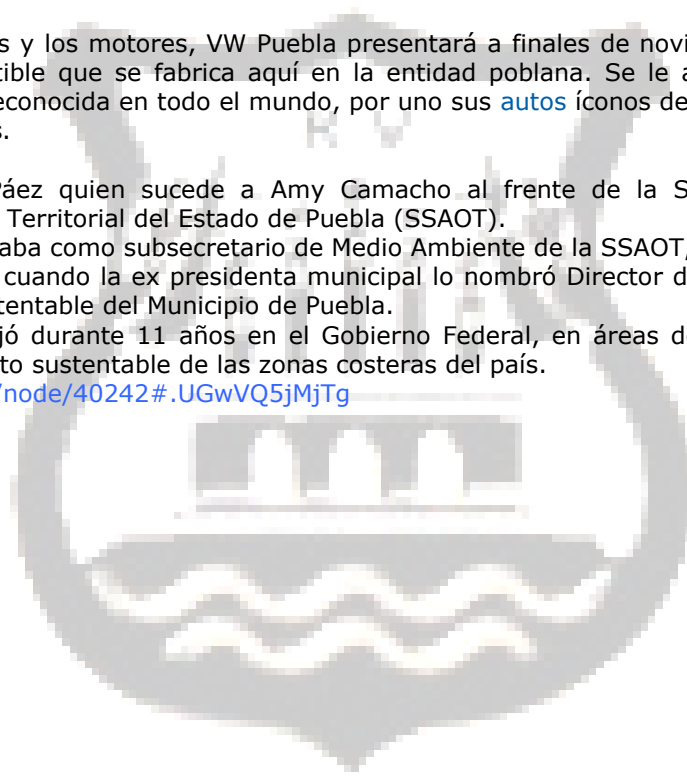 s y los motores, VW Puebla presentará a finales de novi
tible que se fabrica aquí en la entidad poblana. Se le a
econocida en todo el mundo, por uno sus autos íconos de
s.
Páez quien sucede a Amy Camacho al frente de la S
Territorial del Estado de Puebla (SSAOT).
aba como subsecretario de Medio Ambiente de la SSAOT,
cuando la ex presidenta municipal lo nombró Director d
tentable del Municipio de Puebla.
jó durante 11 años en el Gobierno Federal, en áreas de
to sustentable de las zonas costeras del país.
/node/40242#.UGwVQ5jMjTg